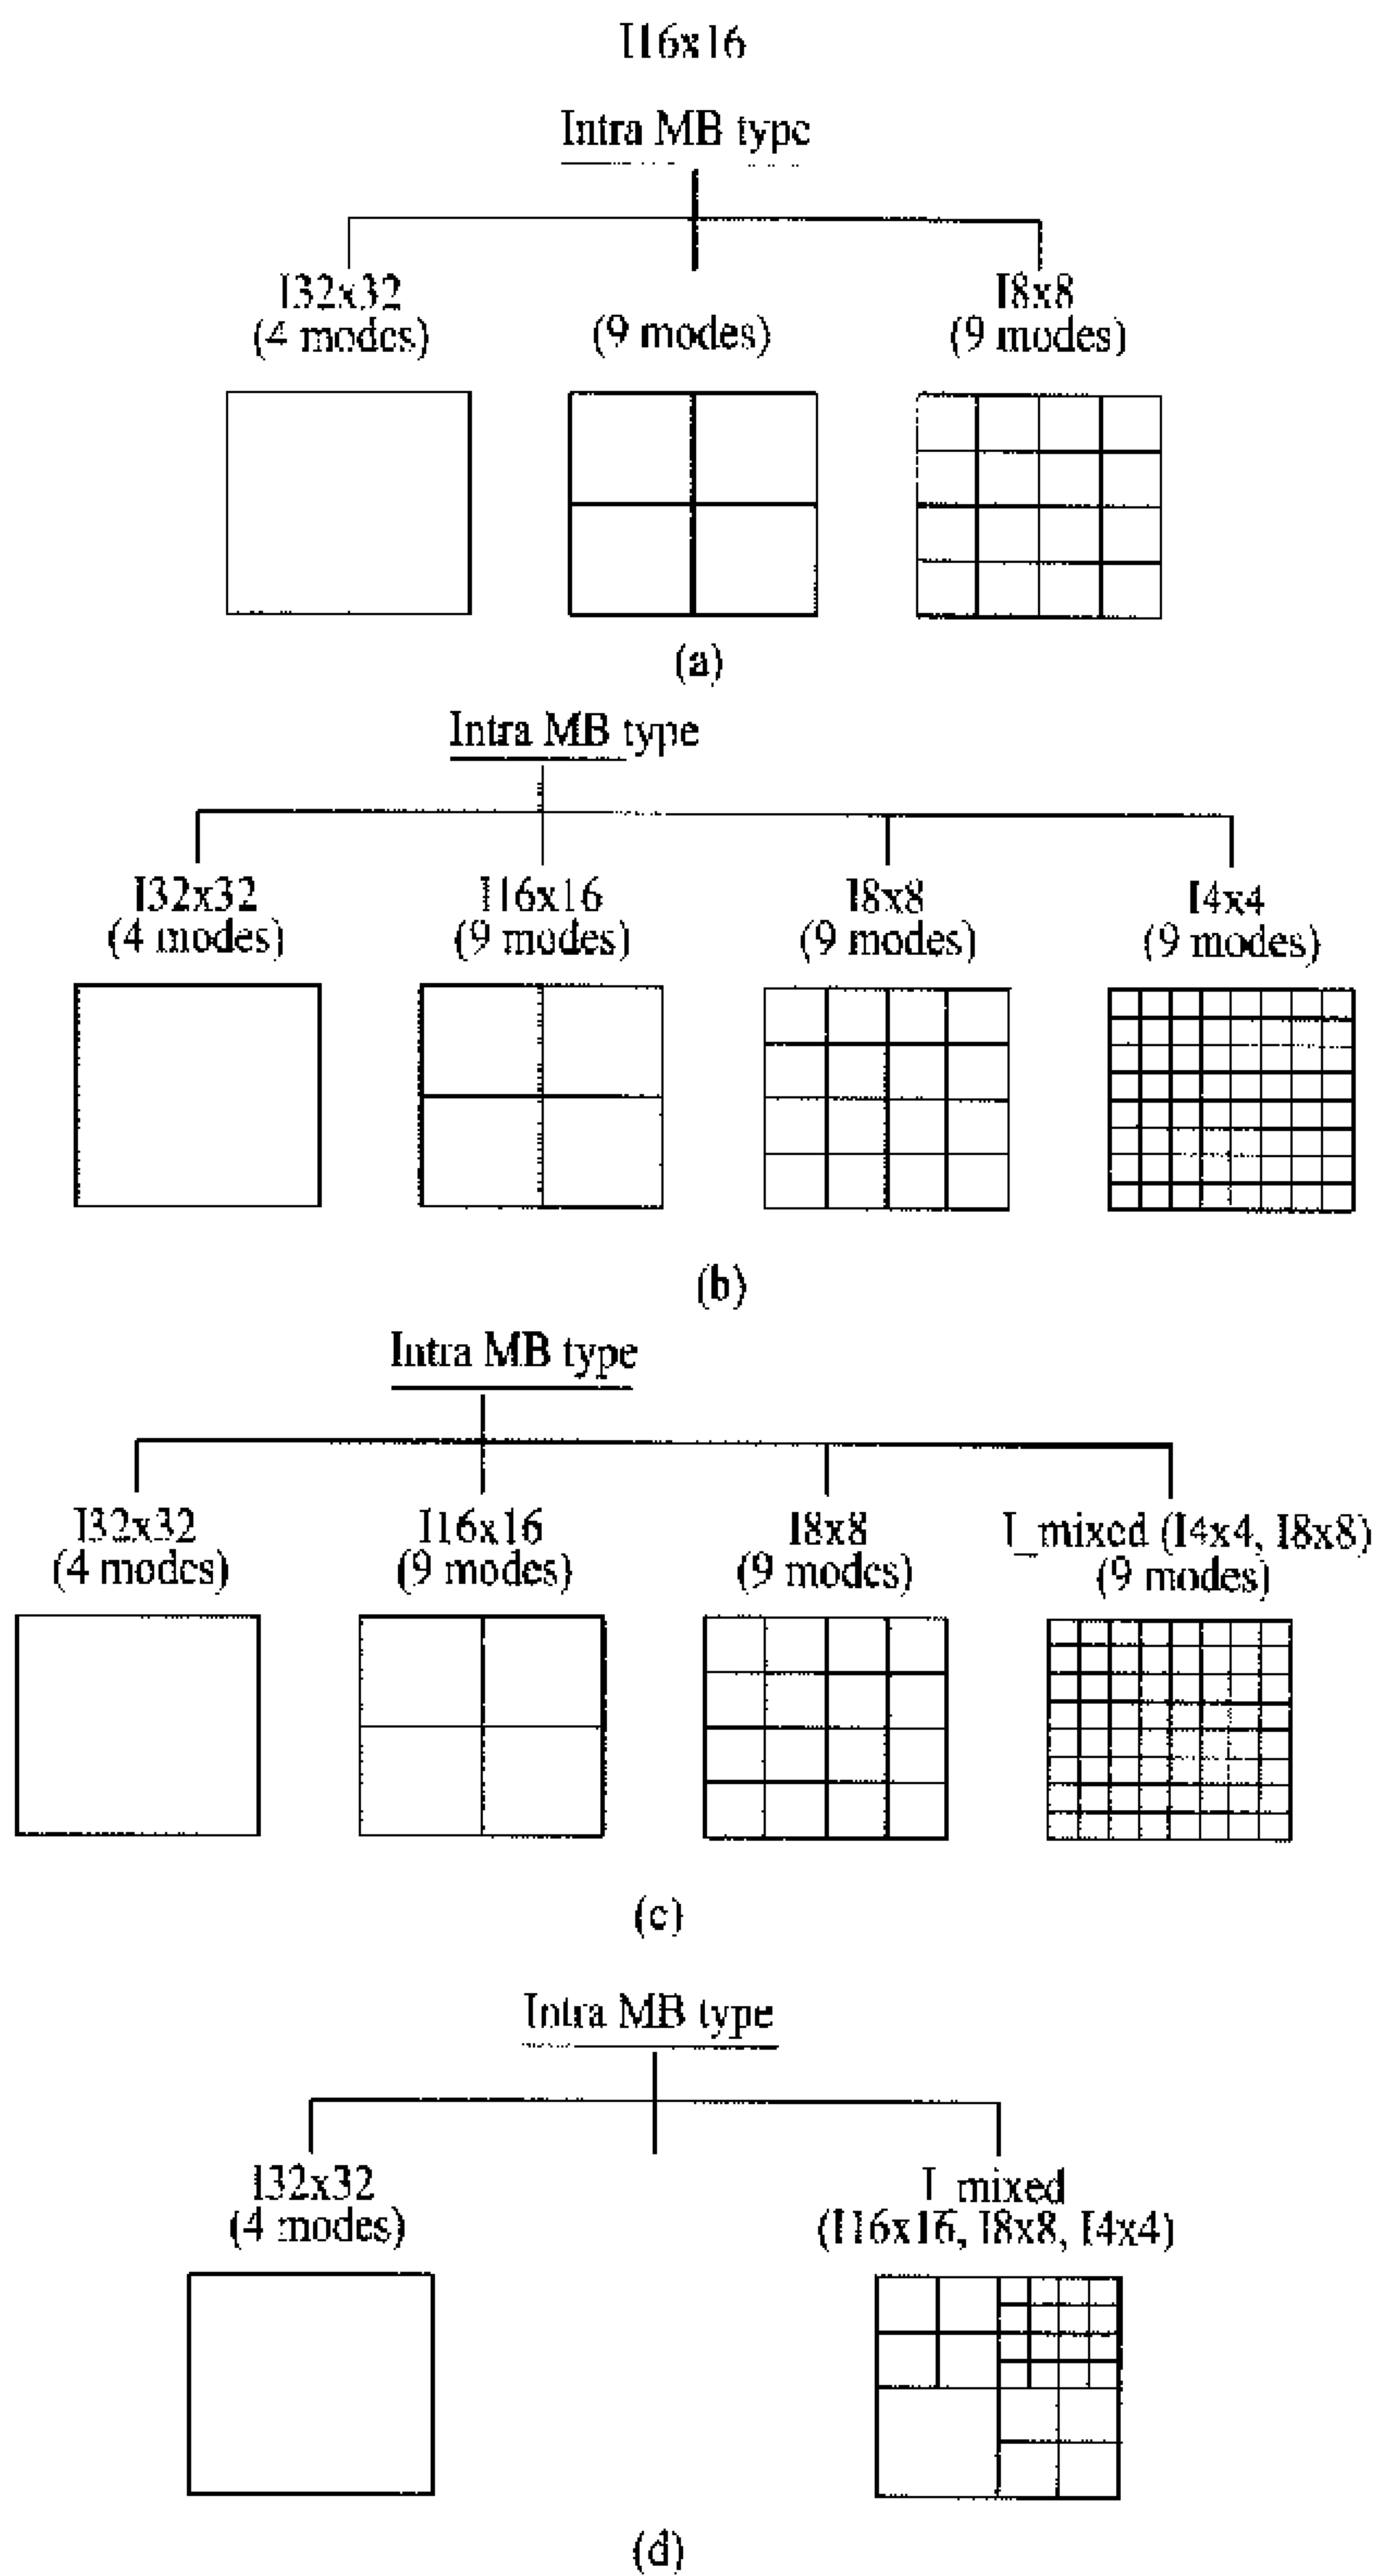 I16x16
Intra MB type
I32x32
(4 modes)
(9 modes)
I8x8
(9 modes)
(a)
Intra MB type
I32x32
(4 modes)
I16x16
(9 modes)
I8x8
(9 modes)
I4x4
(9 modes)
(b)
Intra MB type
I32x32
(4 modes)
I16x16
(9 modes)
I8x8
(9 modes)
I_mixed (I4x4, I8x8)
(9 modes)
(c)
Intra MB type
I32x32
(4 modes)
I mixed
(I16x16, I8x8, I4x4)
(d)